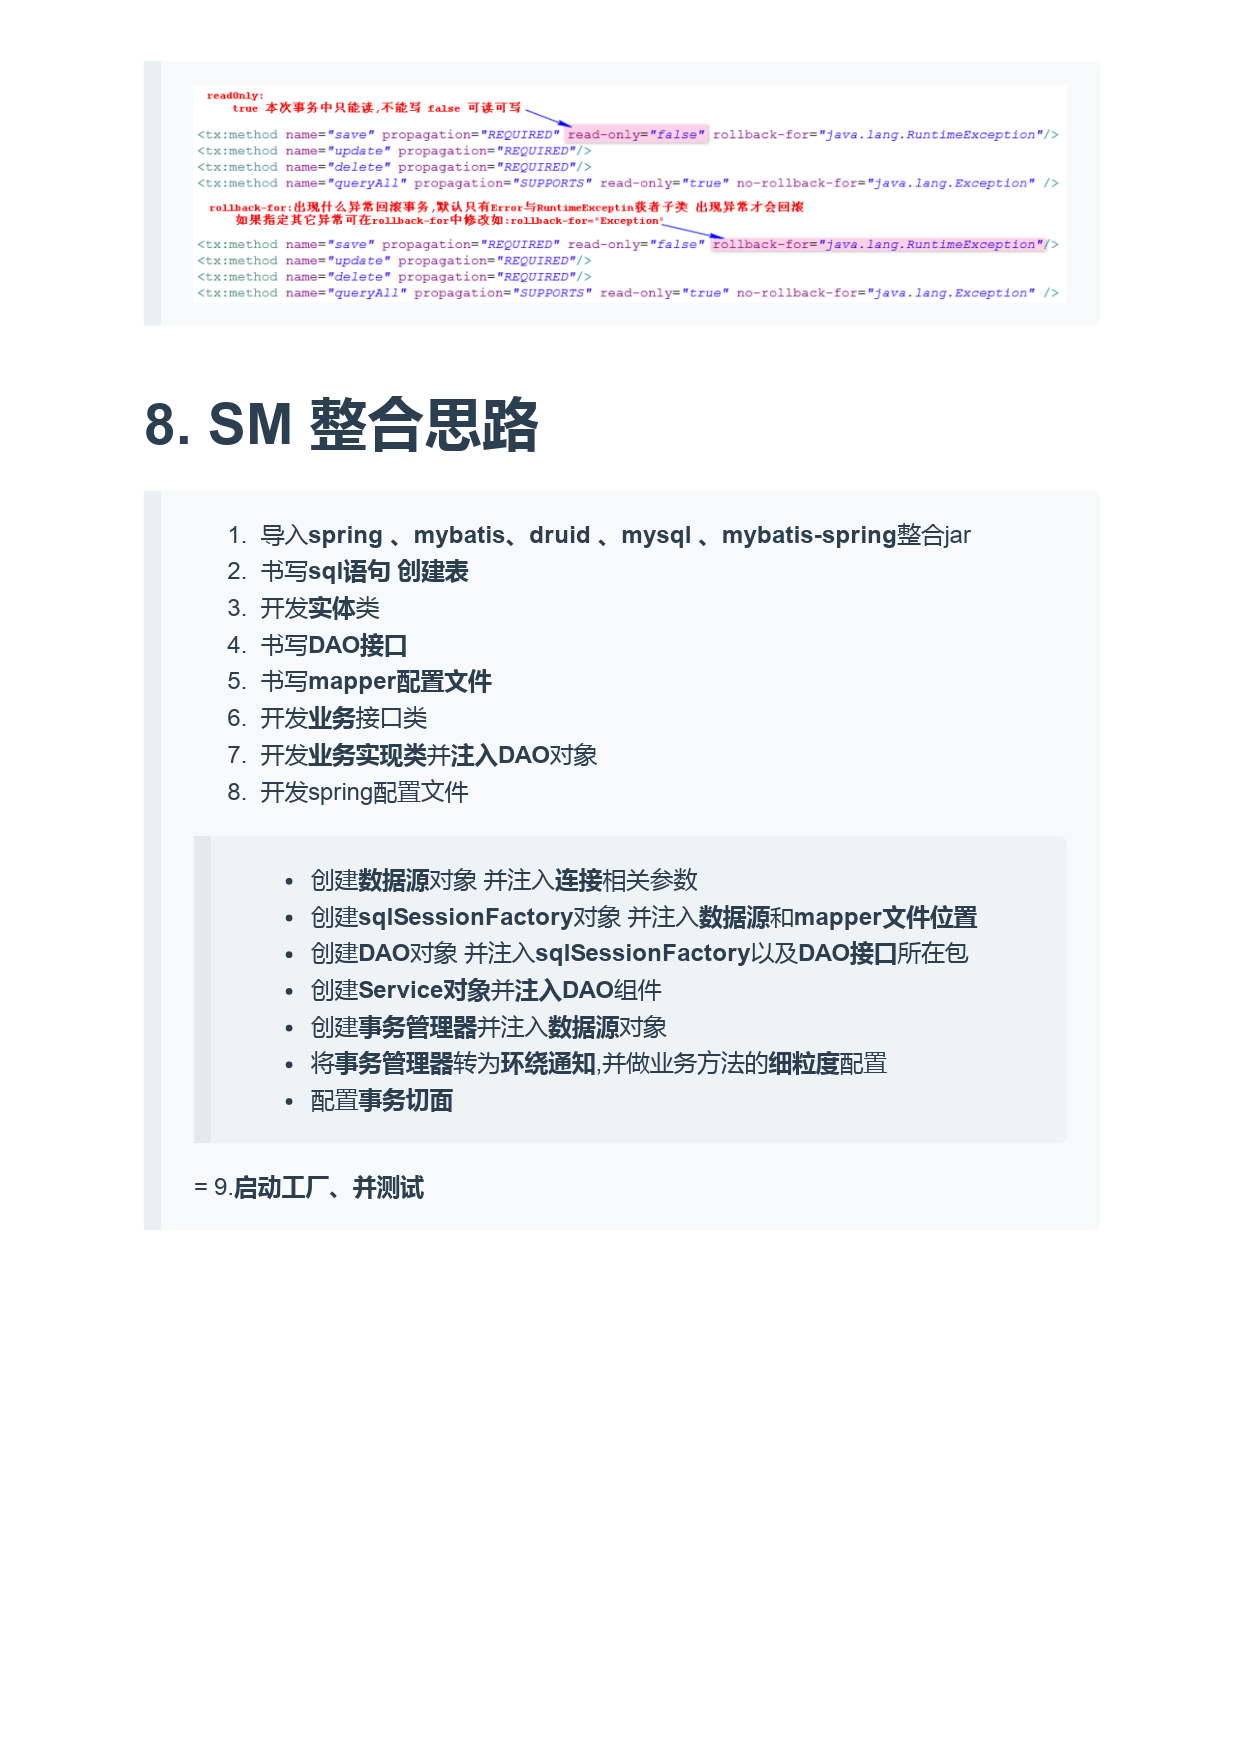 readOnly:
true 本次事务中只能读,不能写 false 可读可写
<tx:method name="save" propagation="REQUIRED" read-only="false" rollback-for="java.lang.RuntimeException"/>
<tx:method name="update" propagation="REQUIRED"/>
<tx:method name="delete" propagation="REQUIRED"/>
<tx:method name="queryAll" propagation="SUPPORTS" read-only="true" no-rollback-for="java.lang.Exception" />
rollback-for:出现什么异常回滚事务,默认只有Error与RuntimeExceptin获者子类 出现异常才会回滚
如果指定其它异常可在rollback-for中修改如:rollback-for="Exception"
<tx:method name="save" propagation="REQUIRED" read-only="false" rollback-for="java.lang.RuntimeException"/>
<tx:method name="update" propagation="REQUIRED"/>
<tx:method name="delete" propagation="REQUIRED"/>
<tx:method name="queryAll" propagation="SUPPORTS" read-only="true" no-rollback-for="java.lang.Exception" />
8. SM 整合思路
1. 导入spring 、mybatis、druid 、mysql 、mybatis-spring整合jar
2. 书写sql语句 创建表
3. 开发实体类
4. 书写DAO接口
5. 书写mapper配置文件
6. 开发业务接口类
7. 开发业务实现类并注入DAO对象
8. 开发spring配置文件
• 创建数据源对象 并注入连接相关参数
• 创建sqlSessionFactory对象 并注入数据源和mapper文件位置
• 创建DAO对象 并注入sqlSessionFactory以及DAO接口所在包
• 创建Service对象并注入DAO组件
• 创建事务管理器并注入数据源对象
• 将事务管理器转为环绕通知,并做业务方法的细粒度配置
• 配置事务切面
= 9.启动工厂、并测试